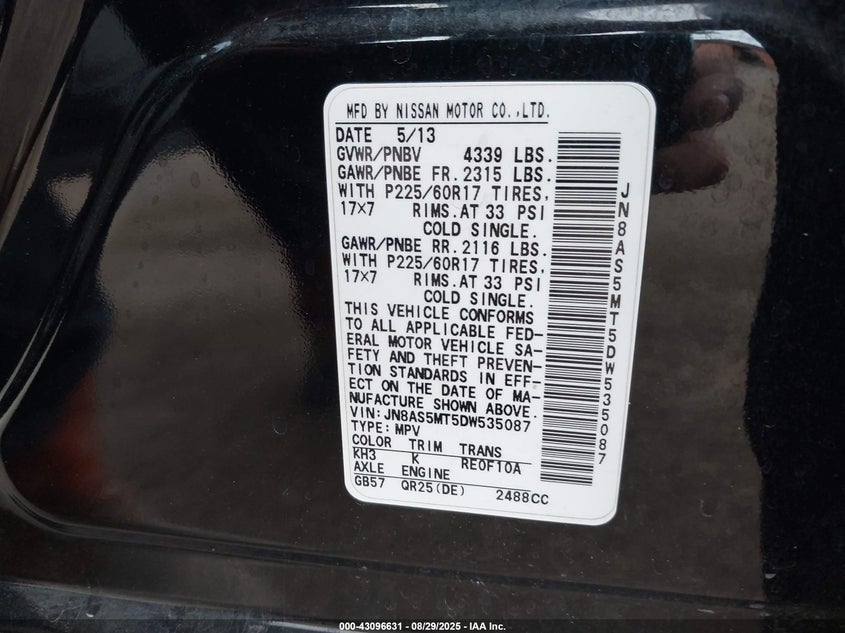 MFD BY NISSAN MOTOR CO.,LTD.
DATE 5/13
GVWR/PNBV 4339 LBS.
GAWR/PNBE FR.2315 LBS.
WITH P225/60R17 TIRES,
17×7 RIMS.AT 33 PSI
COLD SINGLE.
GAWR/PNBE RR.2116 LBS.
WITH P225/60R17 TIRES,
17×7 RIMS.AT 33 PSI
COLD SINGLE.
THIS VEHICLE CONFORMS
TO ALL APPLICABLE FED-
ERAL MOTOR VEHICLE SA-
FETY AND THEFT PREVEN-
TION STANDARDS IN EFF-
ECT ON THE DATE OF MA-
NUFACTURE SHOWN ABOVE.
VIN:JN8AS5MT5DW535087
TYPE:MPV
COLOR TRIM TRANS
KH3 K RE0F10A
AXLE ENGINE
GB57 QR25(DE) 2488CC
JN8AS5MT5DW535087
000-43096631 - 08/29/2025 - IAA Inc.